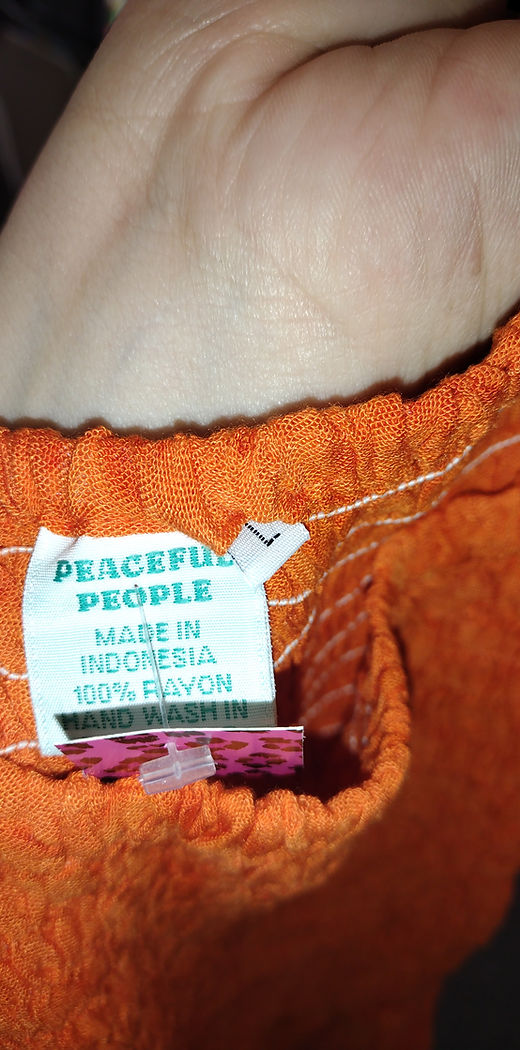 PEACEFUL
PEOPLE
MADE IN
INDONESIA
100% RAYON
HAND WASH IN